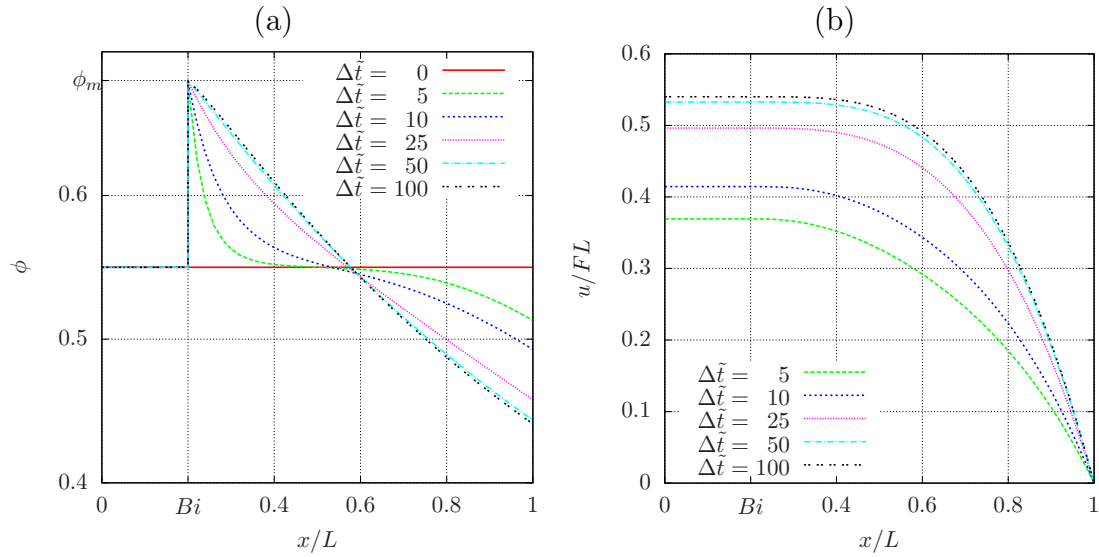 (a)
ϕ_m
0.6
0.5
0.4
ϕ
Δt̃ = 0
Δt̃ = 5
Δt̃ = 10
Δt̃ = 25
Δt̃ = 50
Δt̃ = 100
0 Bi 0.4 0.6 0.8 1
x/L
(b)
0.6
0.5
0.4
0.3
0.2
0.1
0
u/FL
Δt̃ = 5
Δt̃ = 10
Δt̃ = 25
Δt̃ = 50
Δt̃ = 100
0 Bi 0.4 0.6 0.8 1
x/L